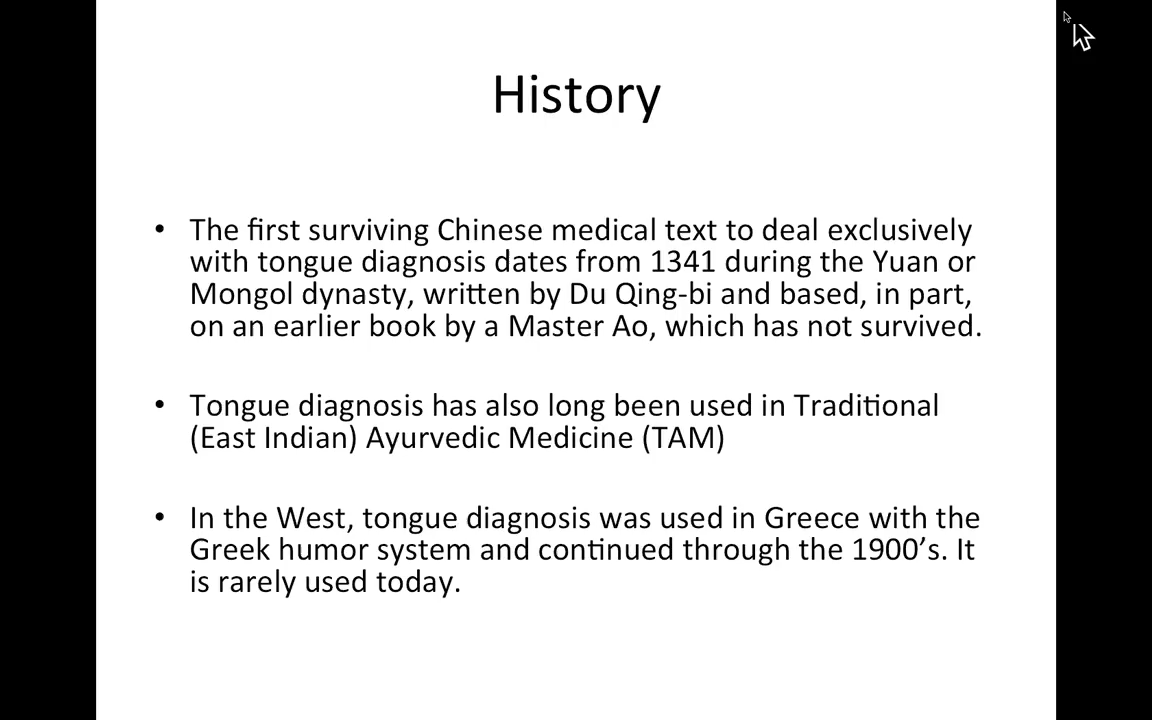 History
• The first surviving Chinese medical text to deal exclusively
with tongue diagnosis dates from 1341 during the Yuan or
Mongol dynasty, written by Du Qing-bi and based, in part,
on an earlier book by a Master Ao, which has not survived.
• Tongue diagnosis has also long been used in Traditional
(East Indian) Ayurvedic Medicine (TAM)
• In the West, tongue diagnosis was used in Greece with the
Greek humor system and continued through the 1900’s. It
is rarely used today.